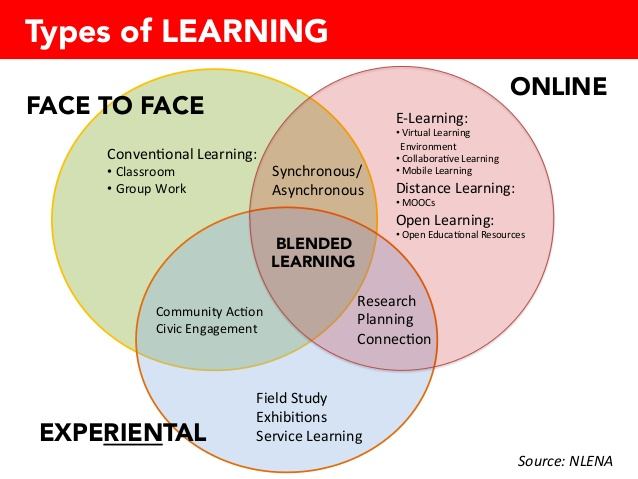 Types of LEARNING
FACE TO FACE
ONLINE
Conventional Learning:
• Classroom
• Group Work
Synchronous/
Asynchronous
E-Learning:
• Virtual Learning
Environment
• Collaborative Learning
• Mobile Learning
Distance Learning:
• MOOCs
Open Learning:
• Open Educational Resources
BLENDED
LEARNING
Community Action
Civic Engagement
Research
Planning
Connection
Field Study
Exhibitions
Service Learning
EXPERIENTAL
Source: NLENA